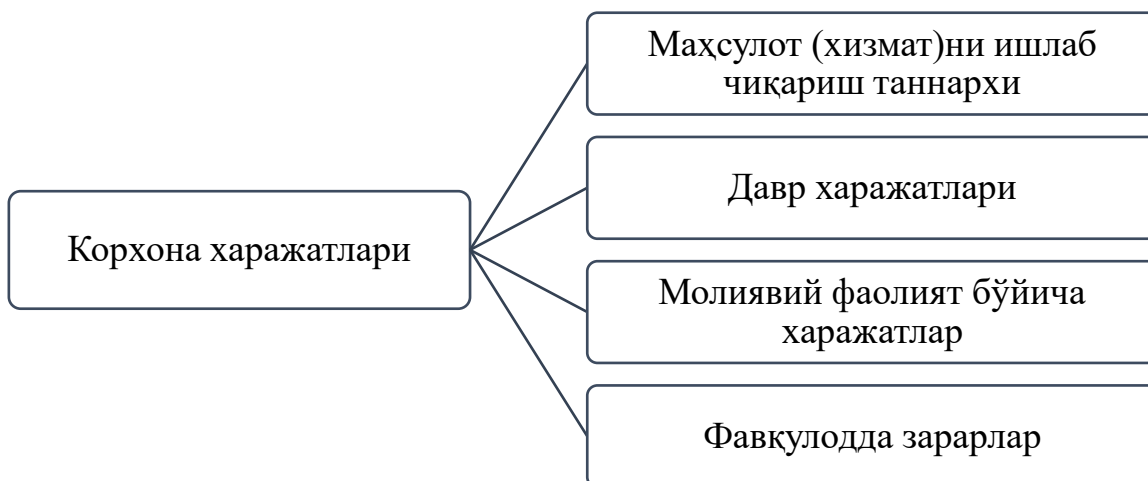 Маҳсулот (хизмат)ни ишлаб
чиқариш таннархи
Давр харажатлари
Корхона харажатлари
Молиявий фаолият бўйича
харажатлар
Фавқулодда зарарлар